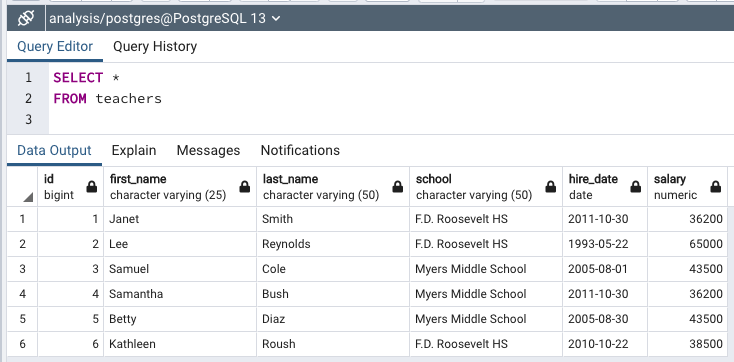 analysis/postgres@PostgreSQL 13
Query Editor Query History
1 SELECT *
2 FROM teachers
3
Data Output Explain Messages Notifications
id first_name last_name school hire_date salary
bigint character varying (25) character varying (50) character varying (50) date numeric
1 1 Janet Smith F.D. Roosevelt HS 2011-10-30 36200
2 2 Lee Reynolds F.D. Roosevelt HS 1993-05-22 65000
3 3 Samuel Cole Myers Middle School 2005-08-01 43500
4 4 Samantha Bush Myers Middle School 2011-10-30 36200
5 5 Betty Diaz Myers Middle School 2005-08-30 43500
6 6 Kathleen Roush F.D. Roosevelt HS 2010-10-22 38500